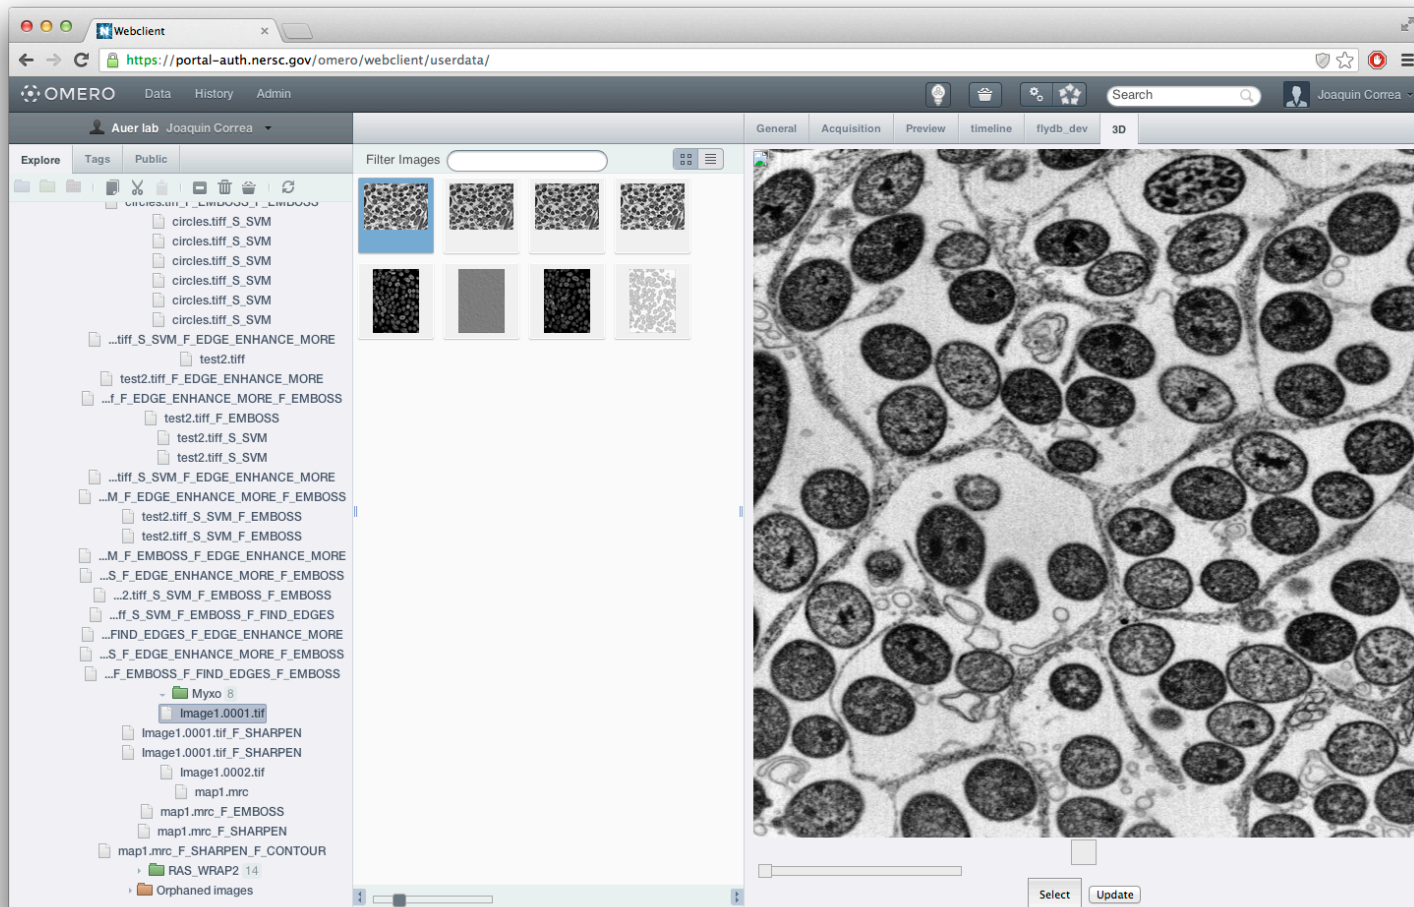 Webclient
https://portal-auth.nersc.gov/omero/webclient/userdata/
OMERO Data History Admin Search Joaquin Correa
Auer lab Joaquin Correa
General Acquisition Preview timeline flydb_dev 3D
Explore Tags Public
Filter Images
circles.tiff_F_EMBOSS_F_EMBOSS
circles.tiff_S_SVM
circles.tiff_S_SVM
circles.tiff_S_SVM
circles.tiff_S_SVM
circles.tiff_S_SVM
circles.tiff_S_SVM
...tiff_S_SVM_F_EDGE_ENHANCE_MORE
test2.tiff
test2.tiff_F_EDGE_ENHANCE_MORE
...f_F_EDGE_ENHANCE_MORE_F_EMBOSS
test2.tiff_F_EMBOSS
test2.tiff_S_SVM
test2.tiff_S_SVM
...tiff_S_SVM_F_EDGE_ENHANCE_MORE
...M_F_EDGE_ENHANCE_MORE_F_EMBOSS
test2.tiff_S_SVM_F_EMBOSS
test2.tiff_S_SVM_F_EMBOSS
...M_F_EMBOSS_F_EDGE_ENHANCE_MORE
...S_F_EDGE_ENHANCE_MORE_F_EMBOSS
...2.tiff_S_SVM_F_EMBOSS_F_EMBOSS
...ff_S_SVM_F_EMBOSS_F_FIND_EDGES
...FIND_EDGES_F_EDGE_ENHANCE_MORE
...S_F_EDGE_ENHANCE_MORE_F_EMBOSS
...F_EMBOSS_F_FIND_EDGES_F_EMBOSS
Myxo 8
Image1.0001.tif
Image1.0001.tif_F_SHARPEN
Image1.0001.tif_F_SHARPEN
Image1.0002.tif
map1.mrc
map1.mrc_F_EMBOSS
map1.mrc_F_SHARPEN
map1.mrc_F_SHARPEN_F_CONTOUR
RAS_WRAP2 14
Orphaned images
Select Update